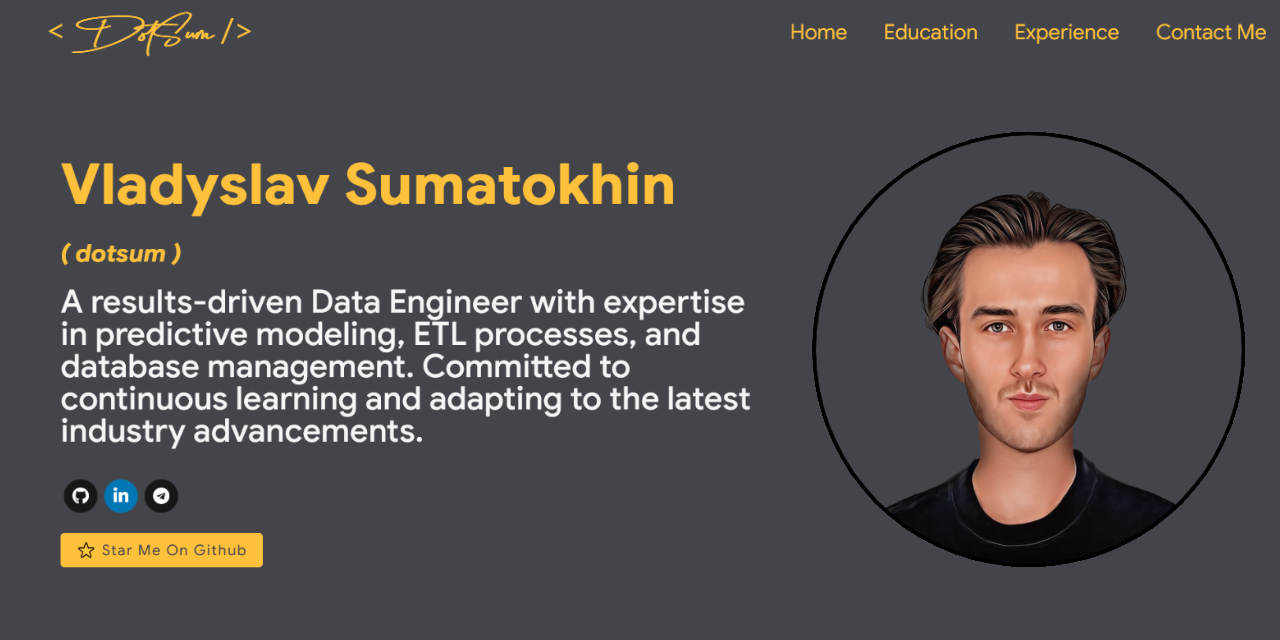 < DotSum />
Home Education Experience Contact Me
Vladyslav Sumatokhin
( dotsum )
A results-driven Data Engineer with expertise
in predictive modeling, ETL processes, and
database management. Committed to
continuous learning and adapting to the latest
industry advancements.
in
Star Me On Github